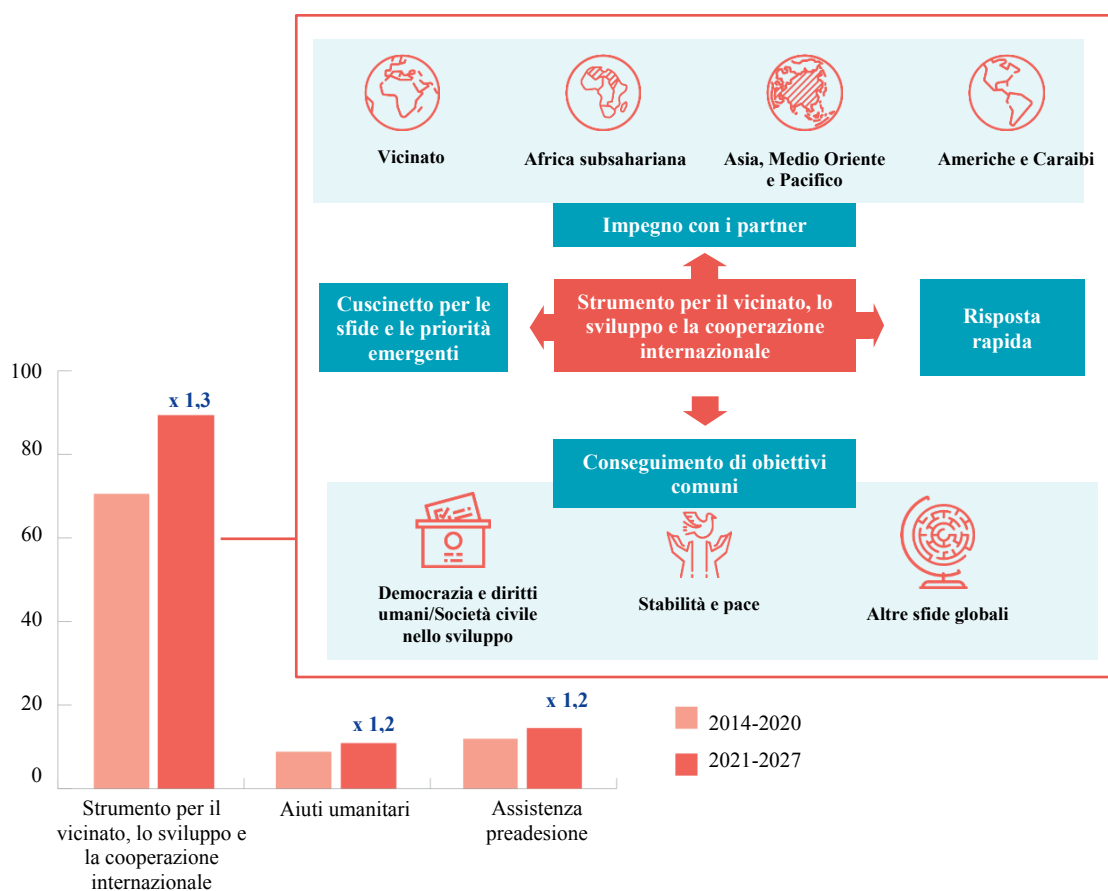 Vicinato
Africa subsahariana
Asia, Medio Oriente
e Pacifico
Americhe e Caraibi
Impegno con i partner
Cuscinetto per le
sfide e le priorità
emergenti
Strumento per il vicinato, lo
sviluppo e la cooperazione
internazionale
Risposta
rapida
Conseguimento di obiettivi
comuni
Democrazia e diritti
umani/Società civile
nello sviluppo
Stabilità e pace
Altre sfide globali
100
80
60
40
20
0
x 1,3
x 1,2
x 1,2
2014-2020
2021-2027
Strumento per il
vicinato, lo sviluppo e
la cooperazione
internazionale
Aiuti umanitari
Assistenza
preadesione